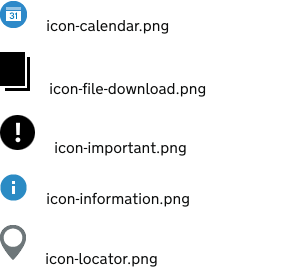 31
icon-calendar.png
icon-file-download.png
!
icon-important.png
i
icon-information.png
icon-locator.png